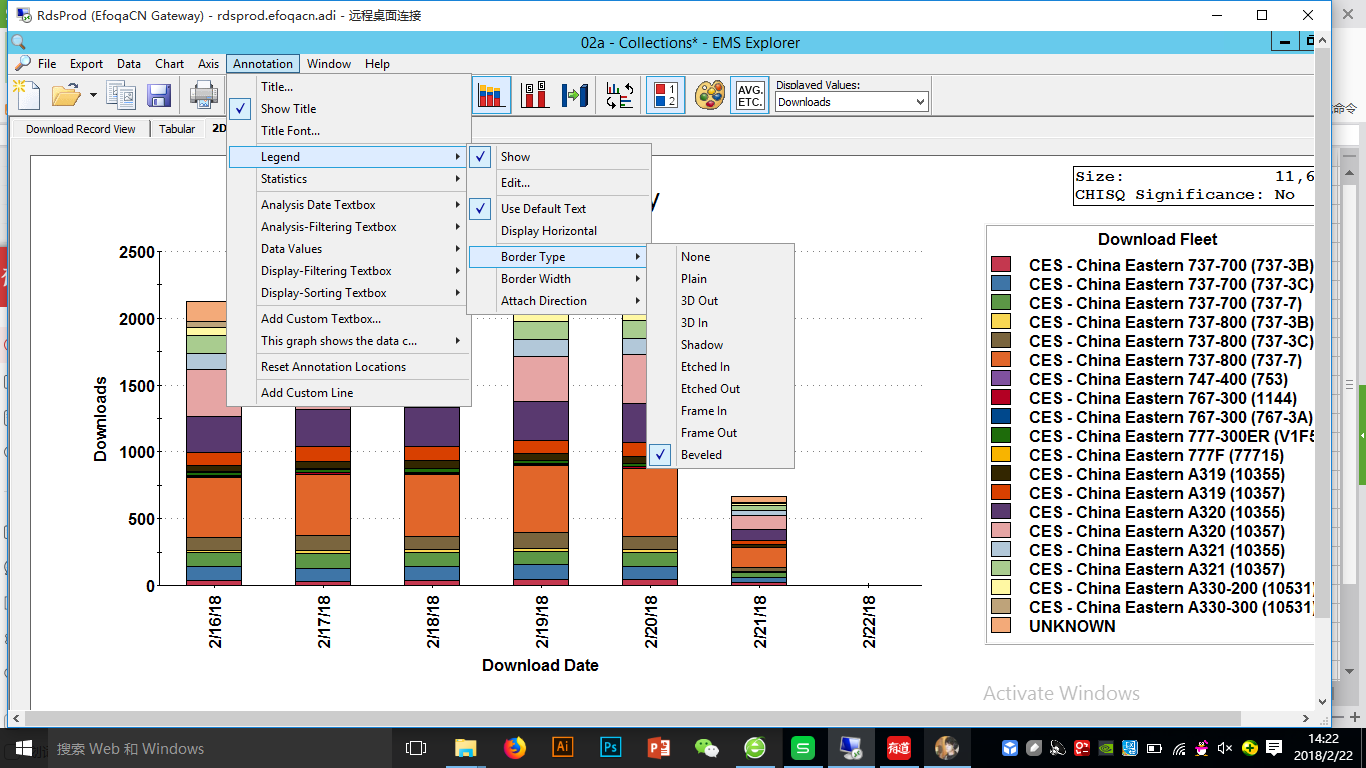 RdsProd (EfoqaCN Gateway) - rdsprod.efoqacn.adi - 远程桌面连接
02a - Collections* - EMS Explorer
File Export Data Chart Axis Annotation Window Help
Displayed Values:
Downloads
AVG. ETC.
Download Record View Tabular 2D
Title...
Show Title
Title Font...
Legend
Statistics
Analysis Date Textbox
Analysis-Filtering Textbox
Data Values
Display-Filtering Textbox
Display-Sorting Textbox
Add Custom Textbox...
This graph shows the data c...
Reset Annotation Locations
Add Custom Line
Show
Edit...
Use Default Text
Display Horizontal
Border Type
Border Width
Attach Direction
None
Plain
3D Out
3D In
Shadow
Etched In
Etched Out
Frame In
Frame Out
Beveled
y
Size: 11,6
CHISQ Significance: No
Download Fleet
CES - China Eastern 737-700 (737-3B)
CES - China Eastern 737-700 (737-3C)
CES - China Eastern 737-700 (737-7)
CES - China Eastern 737-800 (737-3B)
CES - China Eastern 737-800 (737-3C)
CES - China Eastern 737-800 (737-7)
CES - China Eastern 747-400 (753)
CES - China Eastern 767-300 (1144)
CES - China Eastern 767-300 (767-3A)
CES - China Eastern 777-300ER (V1F5
CES - China Eastern 777F (77715)
CES - China Eastern A319 (10355)
CES - China Eastern A319 (10357)
CES - China Eastern A320 (10355)
CES - China Eastern A320 (10357)
CES - China Eastern A321 (10355)
CES - China Eastern A321 (10357)
CES - China Eastern A330-200 (10531)
CES - China Eastern A330-300 (10531)
UNKNOWN
2500
2000
1500
1000
500
0
Downloads
2/16/18 2/17/18 2/18/18 2/19/18 2/20/18 2/21/18 2/22/18
Download Date
Activate Windows
命令
搜索 Web 和 Windows
Ai Ps
有道
14:22
2018/2/22